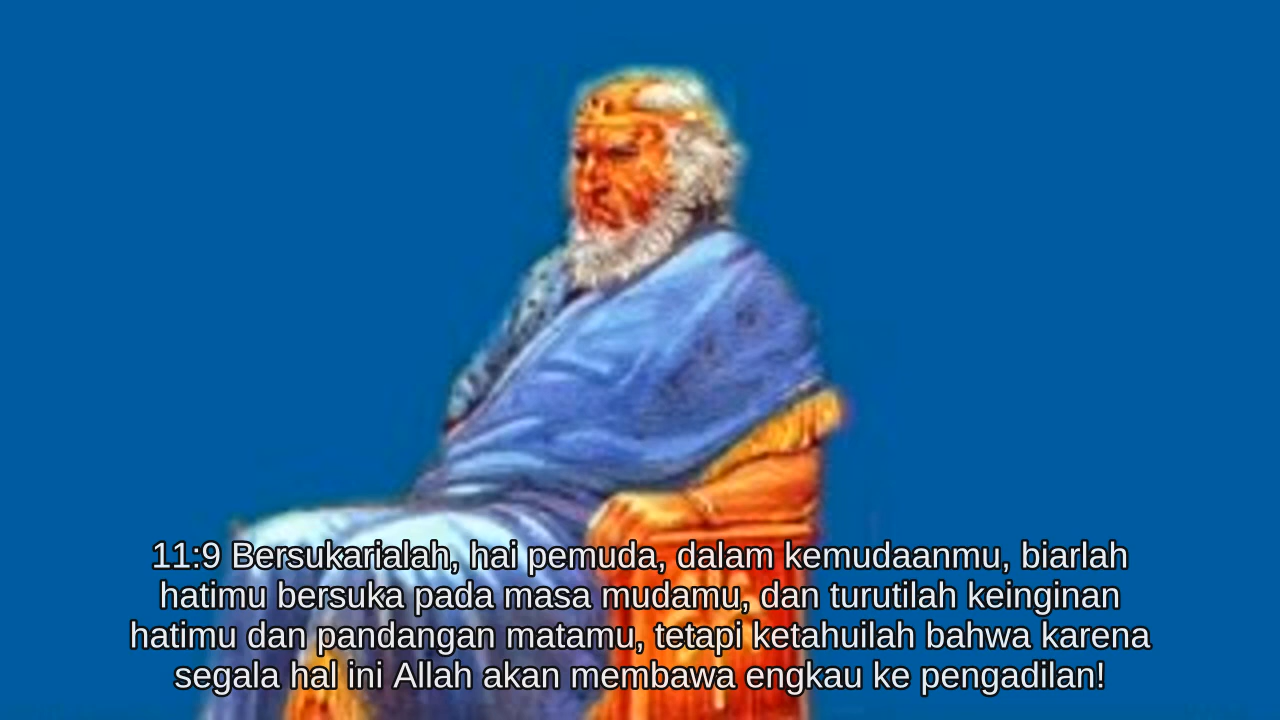 11:9 Bersukarialah, hai pemuda, dalam kemudaanmu, biarlah
hatimu bersuka pada masa mudamu, dan turutilah keinginan
hatimu dan pandangan matamu, tetapi ketahuilah bahwa karena
segala hal ini Allah akan membawa engkau ke pengadilan!